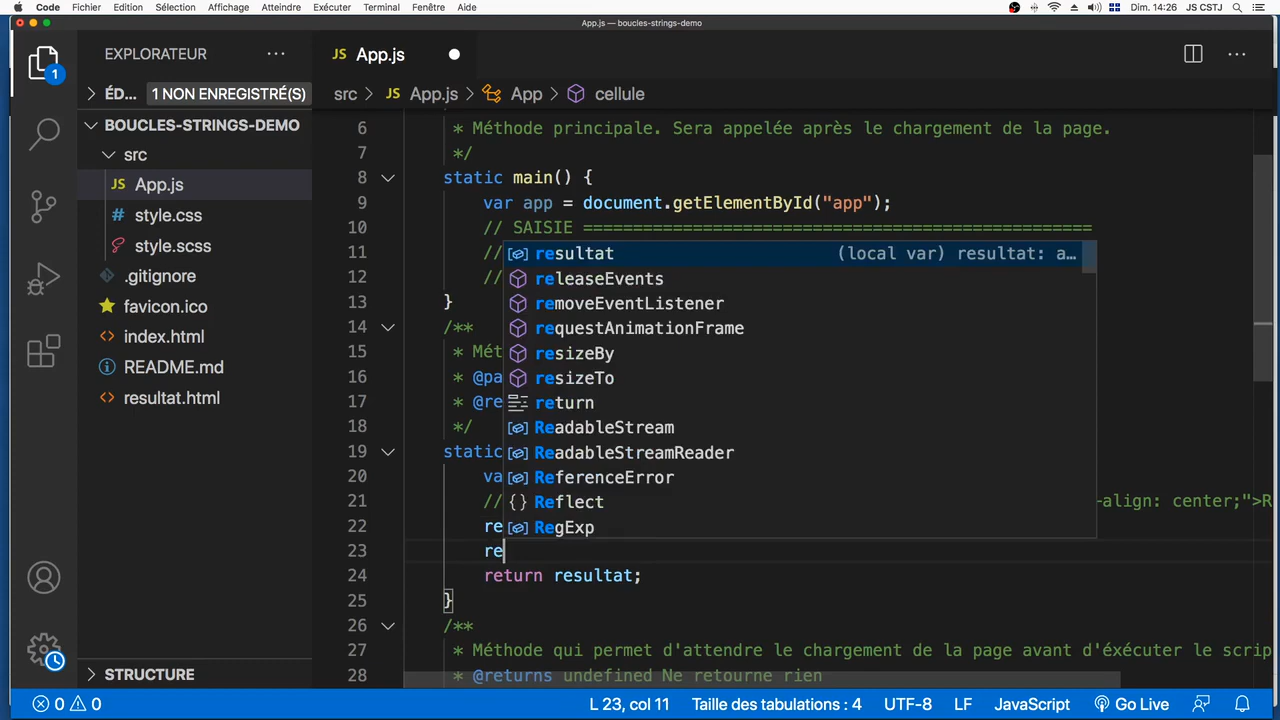 Code Fichier Édition Sélection Affichage Atteindre Exécuter Terminal Fenêtre Aide Dim. 14:26 JS CSTJ
App.js — boucles-strings-demo
EXPLORATEUR ···
JS App.js
ÉD... 1 NON ENREGISTRÉ(S)
src > JS App.js > App > cellule
BOUCLES-STRINGS-DEMO
src
JS App.js
style.css
style.scss
.gitignore
favicon.ico
index.html
README.md
resultat.html
STRUCTURE
1
6 * Méthode principale. Sera appelée après le chargement de la page.
7 */
8 static main() {
9 var app = document.getElementById("app");
10 // SAISIE ====================================================
11 //
12 //
13 }
14 /**
15 * Mét
16 * @pa
17 * @re
18 */
19 static
20 va
21 // -align: center;">R
22 re
23 re
24 return resultat;
25 }
26 /**
27 * Méthode qui permet d'attendre le chargement de la page avant d'éxécuter le scrip
28 * @returns undefined Ne retourne rien
resultat (local var) resultat: a…
releaseEvents
removeEventListener
requestAnimationFrame
resizeBy
resizeTo
return
ReadableStream
ReadableStreamReader
ReferenceError
{} Reflect
RegExp
0 0 L 23, col 11 Taille des tabulations : 4 UTF-8 LF JavaScript Go Live